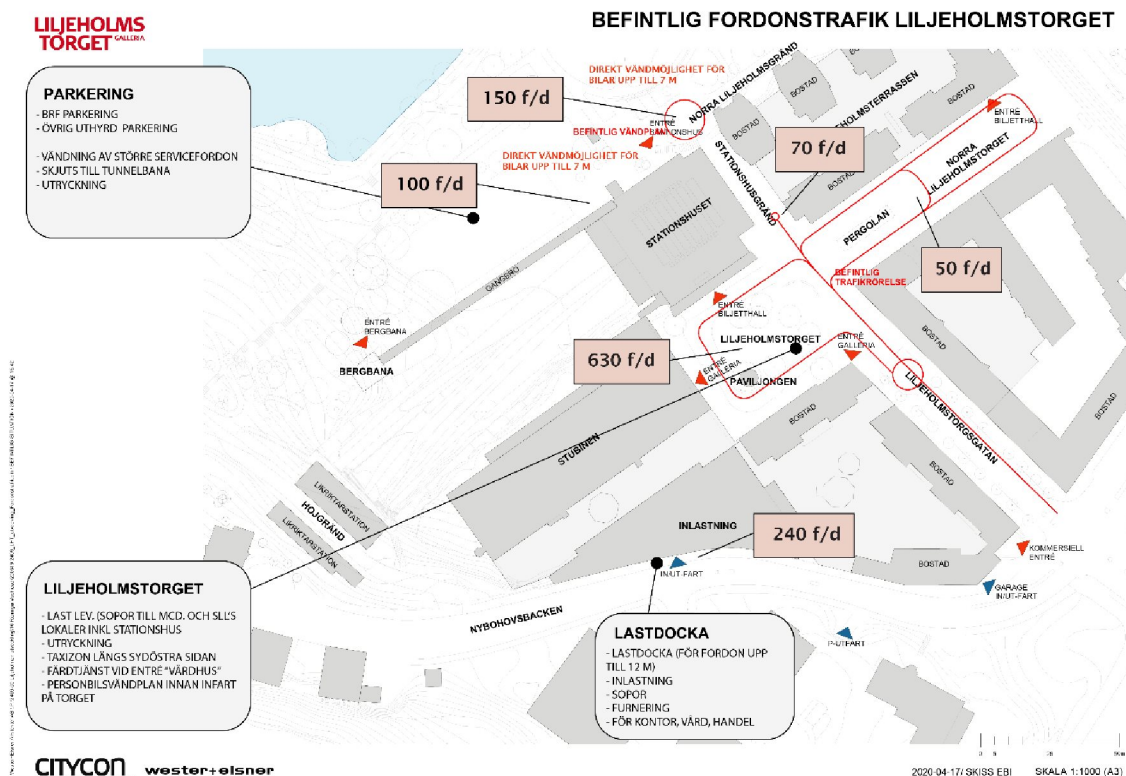 LILJEHOLMS
TORGET GALLERIA
BEFINTLIG FORDONSTRAFIK LILJEHOLMSTORGET
PARKERING
- BRF PARKERING
- ÖVRIG UTHYRD PARKERING
- VÄNDNING AV STÖRRE SERVICEFORDON
- SKJUTS TILL TUNNELBANA
- UTRYCKNING
DIREKT VÄNDMÖJLIGHET FÖR
BILAR UPP TILL 7 M
150 f/d
NORRA LILJEHOLMSGRÄND
BOSTAD
BOSTAD
BOSTAD
BOSTAD
BOSTAD
ENTRÉ
BILJETTHALL
BEFINTLIG VÄNDPLAN
ENTRÉ
DIREKT VÄNDMÖJLIGHET FÖR
BILAR UPP TILL 7 M
100 f/d
70 f/d
STATIONSHUSGRÄND
STATIONSHUSET
NORRA
LILJEHOLMSTORGET
PERGOLAN
50 f/d
BEFINTLIG
TRAFIKRÖRELSE
GÅNGBRO
ENTRÉ
BERGBANA
BERGBANA
ENTRÉ
BILJETTHALL
LILJEHOLMSTORGET
ENTRÉ
GALLERIA
630 f/d
ENTRÉ
GALLERIA
PAVILJONGEN
BOSTAD
BOSTAD
BOSTAD
LILJEHOLMSTORGSGATAN
STUBINEN
BOSTAD
LIKRIKTARSTATION
HÖJGRÄND
LIKRIKTARSTATION
INLASTNING
240 f/d
IN/UT-FART
BOSTAD
KOMMERSIELL
ENTRÉ
GARAGE
IN/UT-FART
P-UTFART
NYBOHOVSBACKEN
LILJEHOLMSTORGET
- LAST LEV. (SOPOR TILL MCD. OCH SLL'S
LOKALER INKL STATIONSHUS
- UTRYCKNING
- TAXIZON LÄNGS SYDÖSTRA SIDAN
- FÄRDTJÄNST VID ENTRÉ "VÅRDHUS"
- PERSONBILSVÄNDPLAN INNAN INFART
PÅ TORGET
LASTDOCKA
- LASTDOCKA (FÖR FORDON UPP
TILL 12 M)
- INLASTNING
- SOPOR
- FURNERING
- FÖR KONTOR, VÅRD, HANDEL
CITYCON wester+elsner
2020-04-17/ SKISS EBI SKALA 1:1000 (A3)